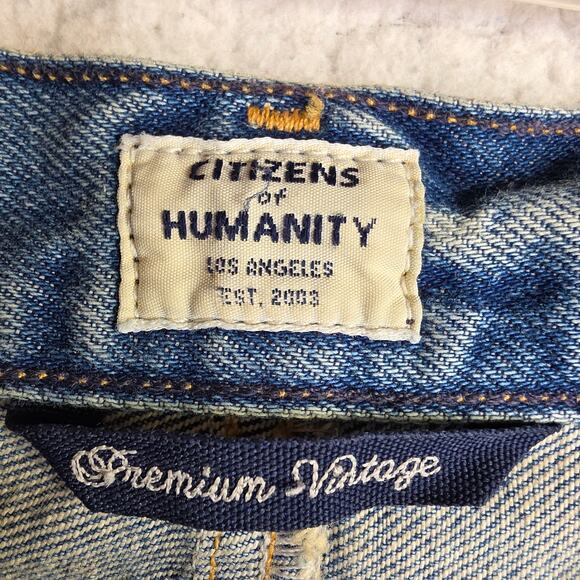 CITIZENS
of
HUMANITY
LOS ANGELES
EST. 2003
Premium Vintage